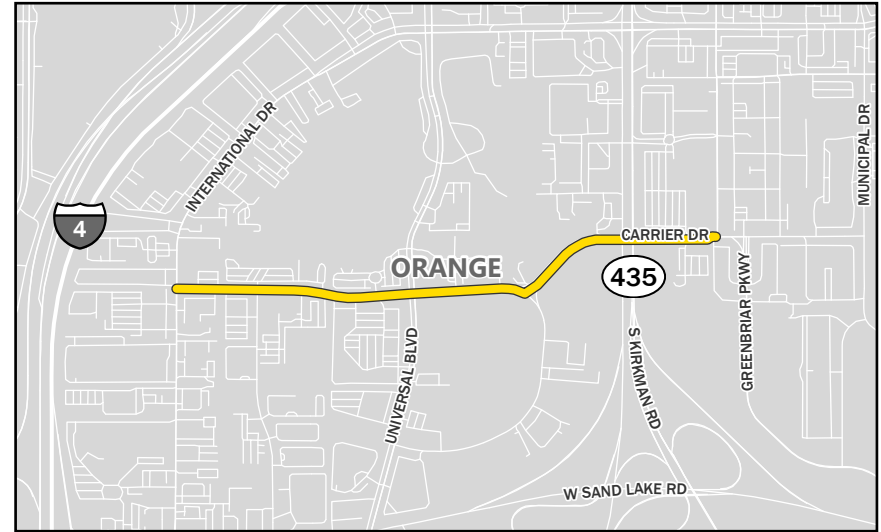 INTERNATIONAL DR
MUNICIPAL DR
4
CARRIER DR
ORANGE
435
GREENBRIAR PKWY
UNIVERSAL BLVD
S KIRKMAN RD
W SAND LAKE RD